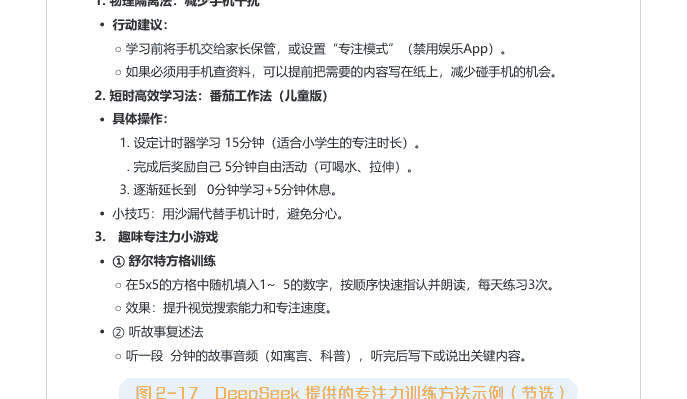 1. 物理隔离法：减少手机干扰
• 行动建议：
○ 学习前将手机交给家长保管，或设置“专注模式”（禁用娱乐App）。
○ 如果必须用手机查资料，可以提前把需要的内容写在纸上，减少碰手机的机会。
2. 短时高效学习法：番茄工作法（儿童版）
• 具体操作：
1. 设定计时器学习 15分钟（适合小学生的专注时长）。
. 完成后奖励自己 5分钟自由活动（可喝水、拉伸）。
3. 逐渐延长到 0分钟学习+5分钟休息。
• 小技巧：用沙漏代替手机计时，避免分心。
3. 趣味专注力小游戏
• ① 舒尔特方格训练
○ 在5x5的方格中随机填入1~ 5的数字，按顺序快速指认并朗读，每天练习3次。
○ 效果：提升视觉搜索能力和专注速度。
• ② 听故事复述法
○ 听一段 分钟的故事音频（如寓言、科普），听完后写下或说出关键内容。
图 2-17 DeepSeek 提供的专注力训练方法示例（节选）